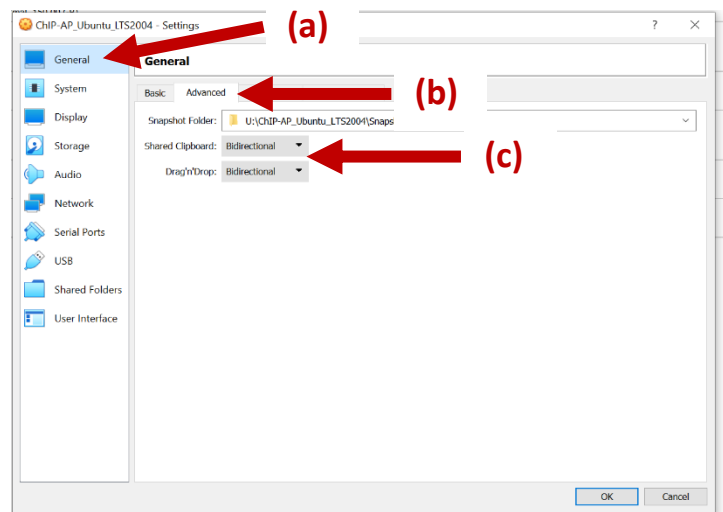 ChIP-AP_Ubuntu_LTS2004 - Settings ? ×
(a)
General
General
System
Basic Advanced
(b)
Display
Snapshot Folder: U:\ChIP-AP_Ubuntu_LTS2004\Snaps
Storage
Shared Clipboard: Bidirectional
(c)
Audio
Drag'n'Drop: Bidirectional
Network
Serial Ports
USB
Shared Folders
User Interface
OK Cancel